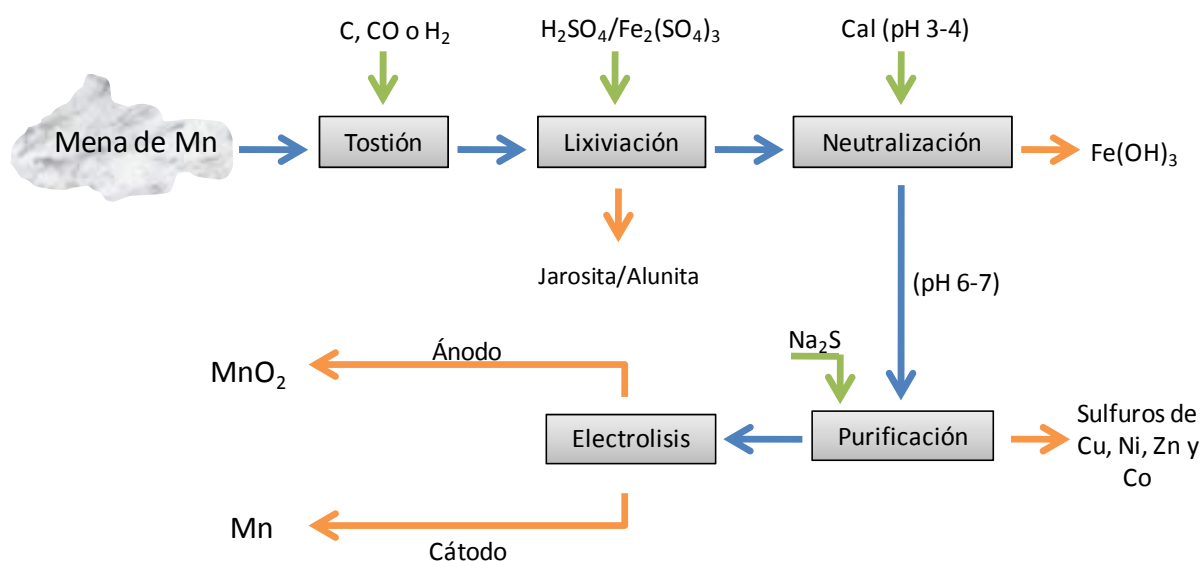 C, CO o H₂
H₂SO₄/Fe₂(SO₄)₃
Cal (pH 3-4)
Mena de Mn
Tostión
Lixiviación
Neutralización
Fe(OH)₃
Jarosita/Alunita
(pH 6-7)
Na₂S
Ánodo
MnO₂
Electrolisis
Purificación
Sulfuros de
Cu, Ni, Zn y
Co
Mn
Cátodo